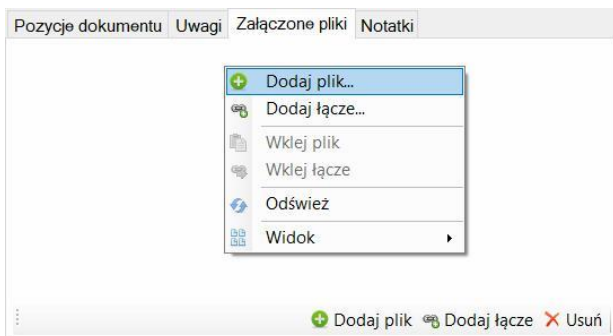 Pozycje dokumentu Uwagi Załączone pliki Notatki
Dodaj plik...
Dodaj łącze...
Wklej plik
Wklej łącze
Odśwież
Widok
Dodaj plik Dodaj łącze Usuń